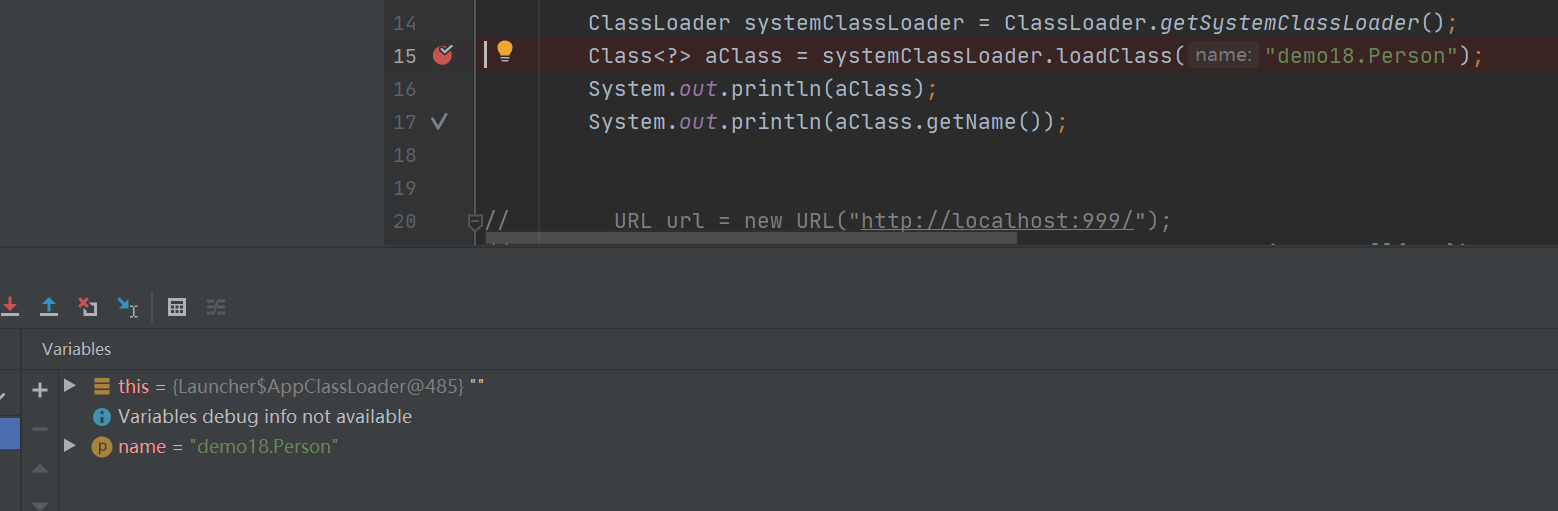 14 ClassLoader systemClassLoader = ClassLoader.getSystemClassLoader();
15 Class<?> aClass = systemClassLoader.loadClass( name: "demo18.Person");
16 System.out.println(aClass);
17 System.out.println(aClass.getName());
18
19
20 // URL url = new URL("http://localhost:999/");
Variables
this = {Launcher$AppClassLoader@485} ""
Variables debug info not available
p name = "demo18.Person"